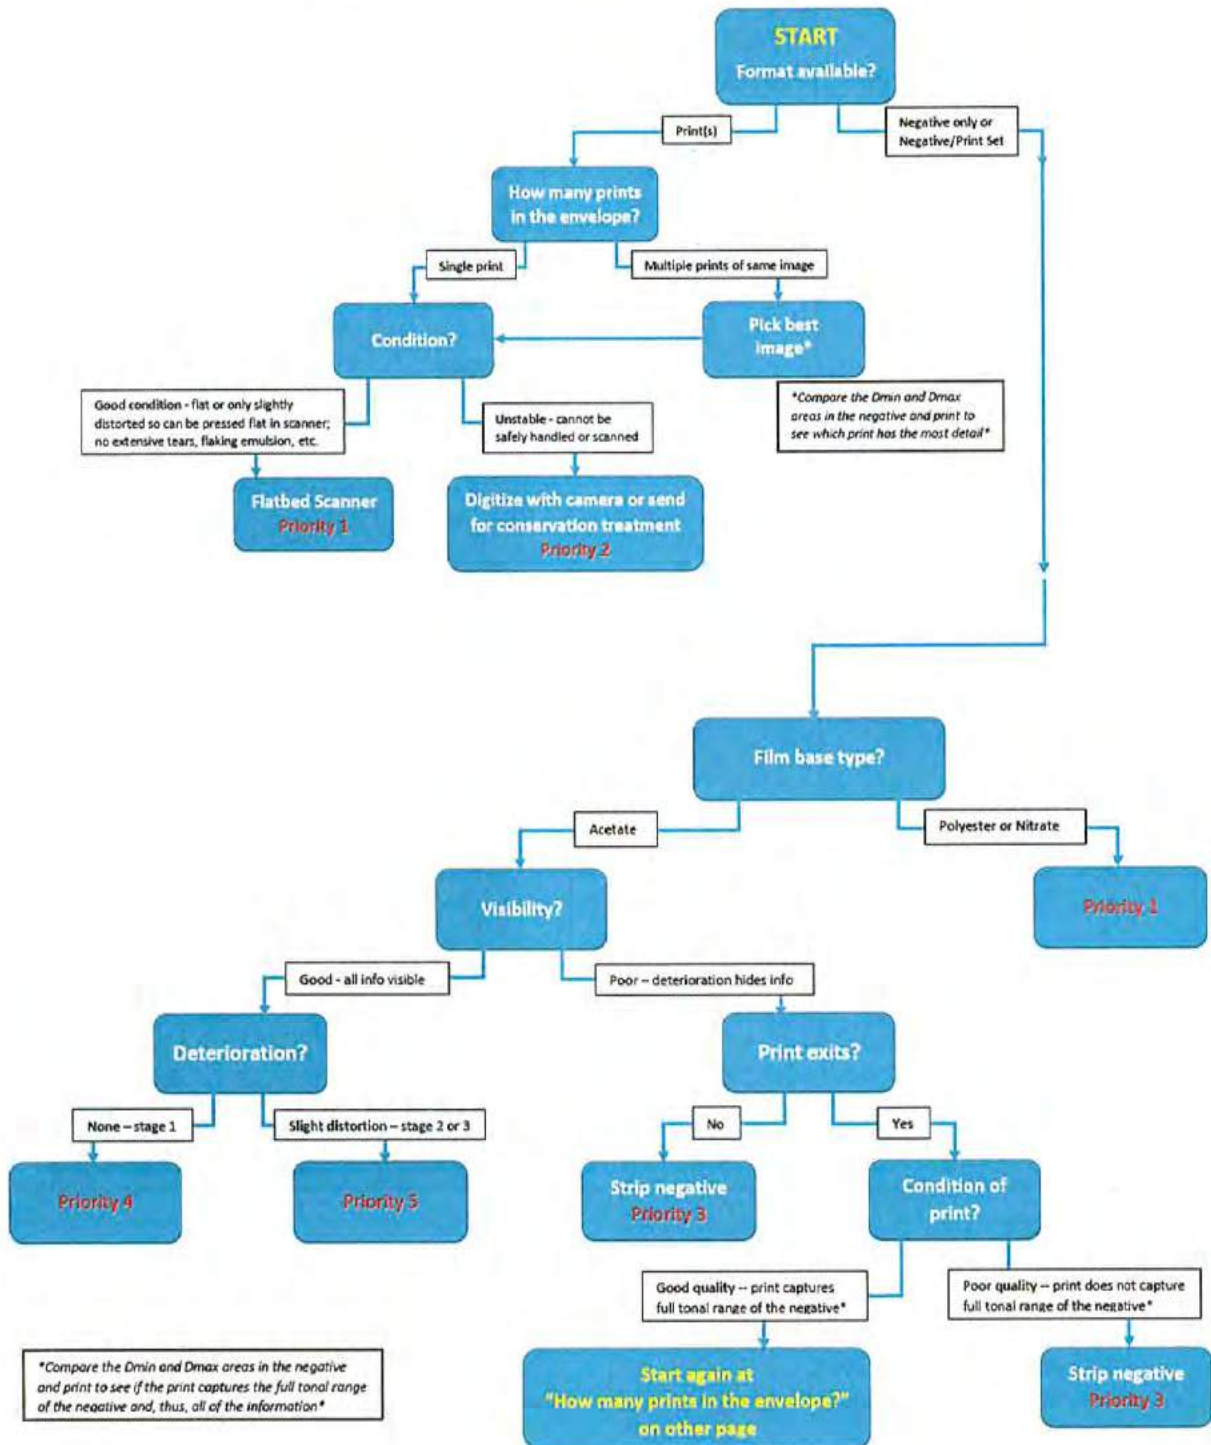 START
Format available?
Print(s)
Negative only or
Negative/Print Set
How many prints
in the envelope?
Single print
Multiple prints of same image
Condition?
Pick best
image*
Good condition - flat or only slightly
distorted so can be pressed flat in scanner;
no extensive tears, flaking emulsion, etc.
Unstable - cannot be
safely handled or scanned
*Compare the Dmin and Dmax
areas in the negative and print to
see which print has the most detail*
Flatbed Scanner
Priority 1
Digitize with camera or send
for conservation treatment
Priority 2
Film base type?
Acetate
Polyester or Nitrate
Visibility?
Priority 1
Good - all info visible
Poor – deterioration hides info
Deterioration?
Print exits?
None – stage 1
Slight distortion – stage 2 or 3
No
Yes
Priority 4
Priority 5
Strip negative
Priority 3
Condition of
print?
Good quality -- print captures
full tonal range of the negative*
Poor quality -- print does not capture
full tonal range of the negative*
*Compare the Dmin and Dmax areas in the negative
and print to see if the print captures the full tonal range
of the negative and, thus, all of the information*
Start again at
"How many prints in the envelope?"
on other page
Strip negative
Priority 3